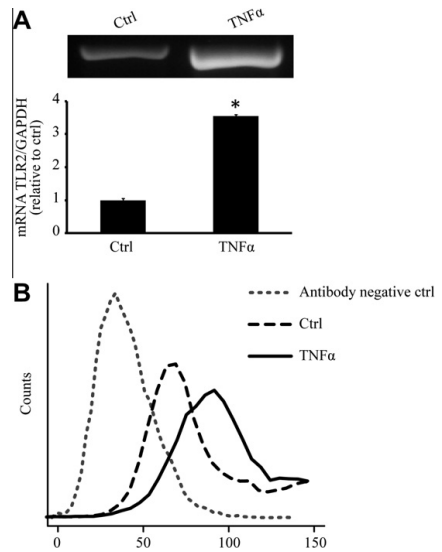 A
Ctrl
TNFα
mRNA TLR2/GAPDH
(relative to ctrl)
4
3
2
1
0
*
Ctrl
TNFα
B
Antibody negative ctrl
Ctrl
TNFα
Counts
0
50
100
150